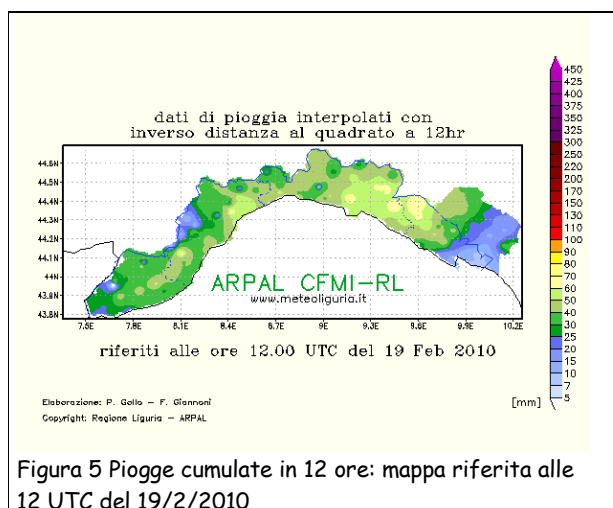 dati di pioggia interpolati con
inverso distanza al quadrato a 12hr
44.6N
44.5N
44.4N
44.3N
44.2N
44.1N
44N
43.9N
43.8N
ARPAL CFMI-RL
www.meteoliguria.it
7.5E 7.8E 8.1E 8.4E 8.7E 9E 9.3E 9.6E 9.9E 10.2E
riferiti alle ore 12.00 UTC del 19 Feb 2010
Elaborazione: P. Gollo - F. Giannoni
Copyright: Regione Liguria - ARPAL
450
425
400
375
350
325
300
250
200
170
150
130
110
100
90
80
70
60
50
40
30
25
20
15
10
7
5
[mm]
Figura 5 Piogge cumulate in 12 ore: mappa riferita alle
12 UTC del 19/2/2010